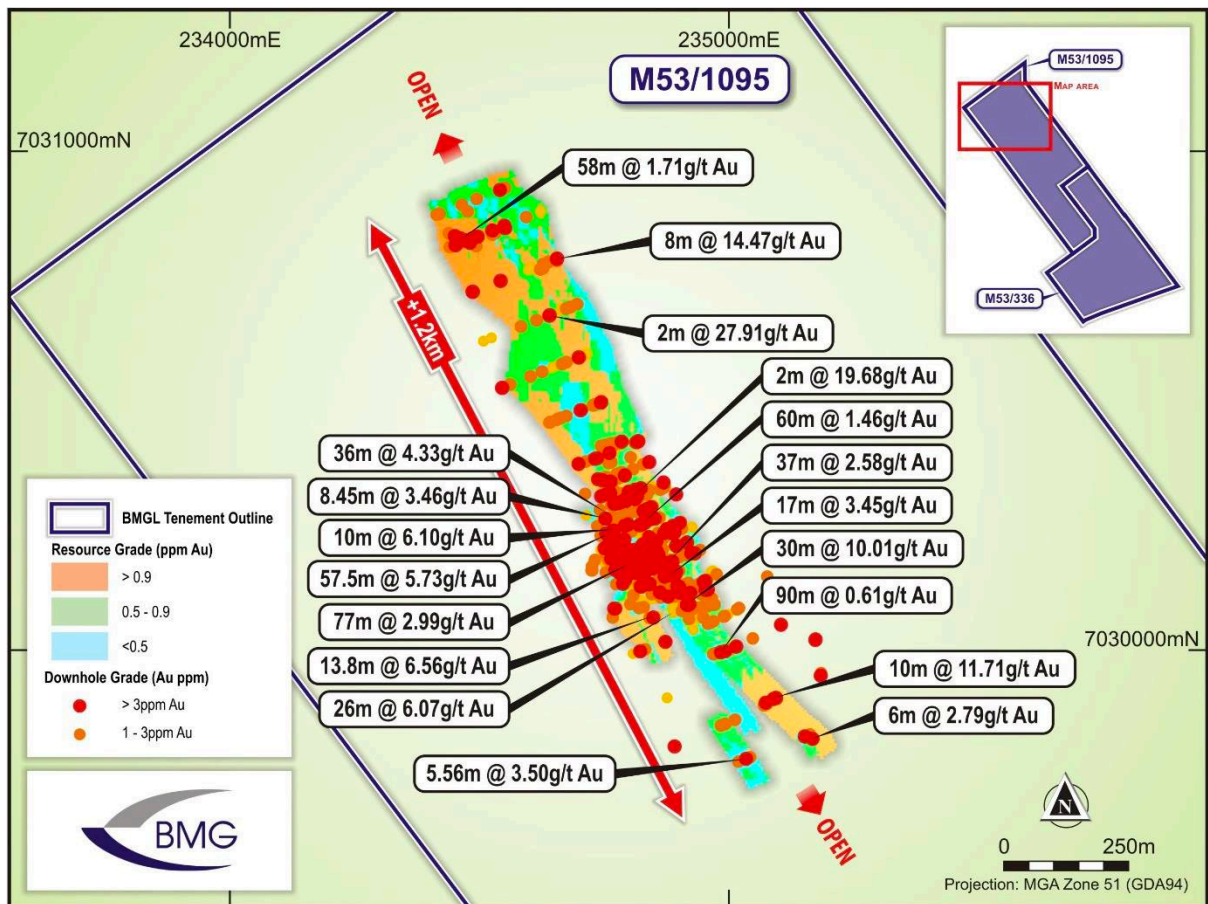 234000mE
235000mE
M53/1095
M53/1095
MAP AREA
OPEN
7031000mN
58m @ 1.71g/t Au
8m @ 14.47g/t Au
M53/336
+1.2km
2m @ 27.91g/t Au
2m @ 19.68g/t Au
60m @ 1.46g/t Au
36m @ 4.33g/t Au
37m @ 2.58g/t Au
8.45m @ 3.46g/t Au
17m @ 3.45g/t Au
10m @ 6.10g/t Au
30m @ 10.01g/t Au
57.5m @ 5.73g/t Au
90m @ 0.61g/t Au
77m @ 2.99g/t Au
7030000mN
13.8m @ 6.56g/t Au
10m @ 11.71g/t Au
26m @ 6.07g/t Au
6m @ 2.79g/t Au
5.56m @ 3.50g/t Au
OPEN
BMGL Tenement Outline
Resource Grade (ppm Au)
> 0.9
0.5 - 0.9
<0.5
Downhole Grade (Au ppm)
> 3ppm Au
1 - 3ppm Au
BMG
N
0 250m
Projection: MGA Zone 51 (GDA94)